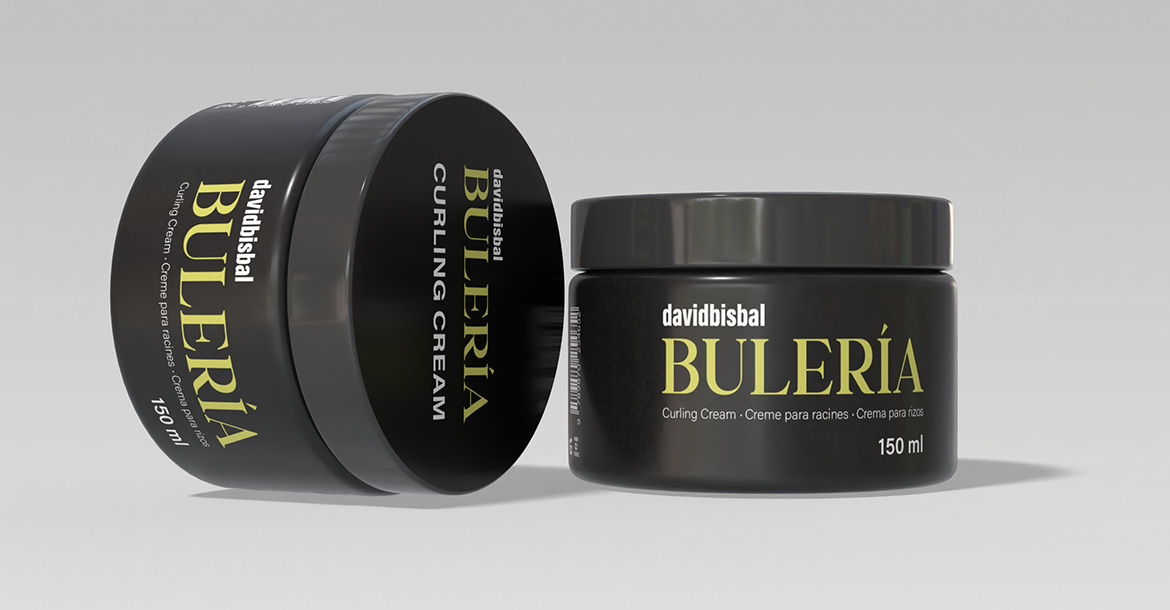 davidbisbal
BULERÍA
Curling Cream · Creme para racines · Crema para rizos
150 ml
davidbisbal
BULERÍA
CURLING CREAM
davidbisbal
BULERÍA
Curling Cream · Creme para racines · Crema para rizos
150 ml